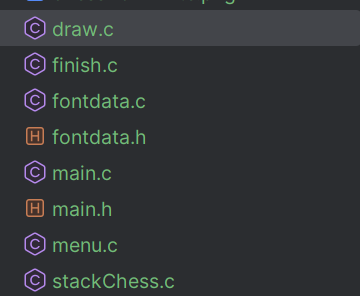 draw.c
C finish.c
C fontdata.c
H fontdata.h
C main.c
H main.h
C menu.c
C stackChess.c